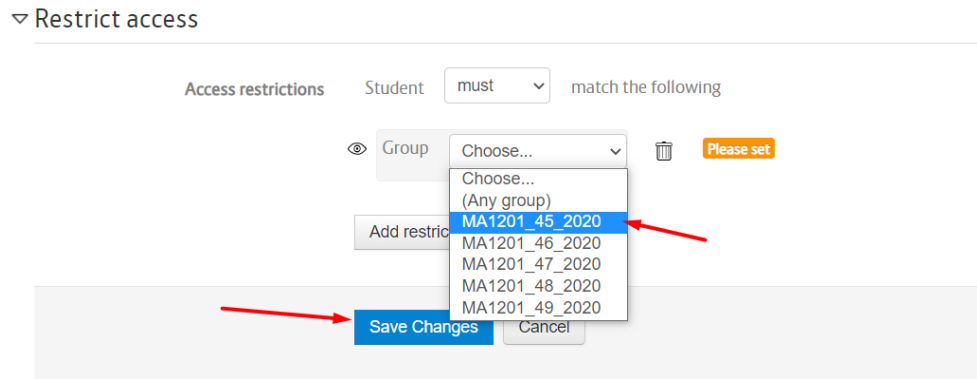 Restrict access
Access restrictions Student must match the following
Group Choose... Please set
Choose...
(Any group)
MA1201_45_2020
Add restric
MA1201_46_2020
MA1201_47_2020
MA1201_48_2020
MA1201_49_2020
Save Changes Cancel